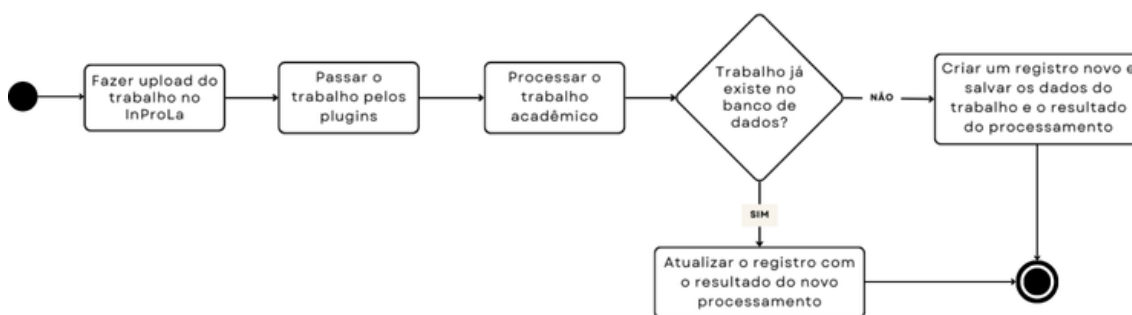 Fazer upload do
trabalho no
InProLa
Passar o
trabalho pelos
plugins
Processar o
trabalho
acadêmico
Trabalho já
existe no
banco de
dados?
NÃO
Criar um registro novo e
salvar os dados do
trabalho e o resultado
do processamento
SIM
Atualizar o registro com
o resultado do novo
processamento